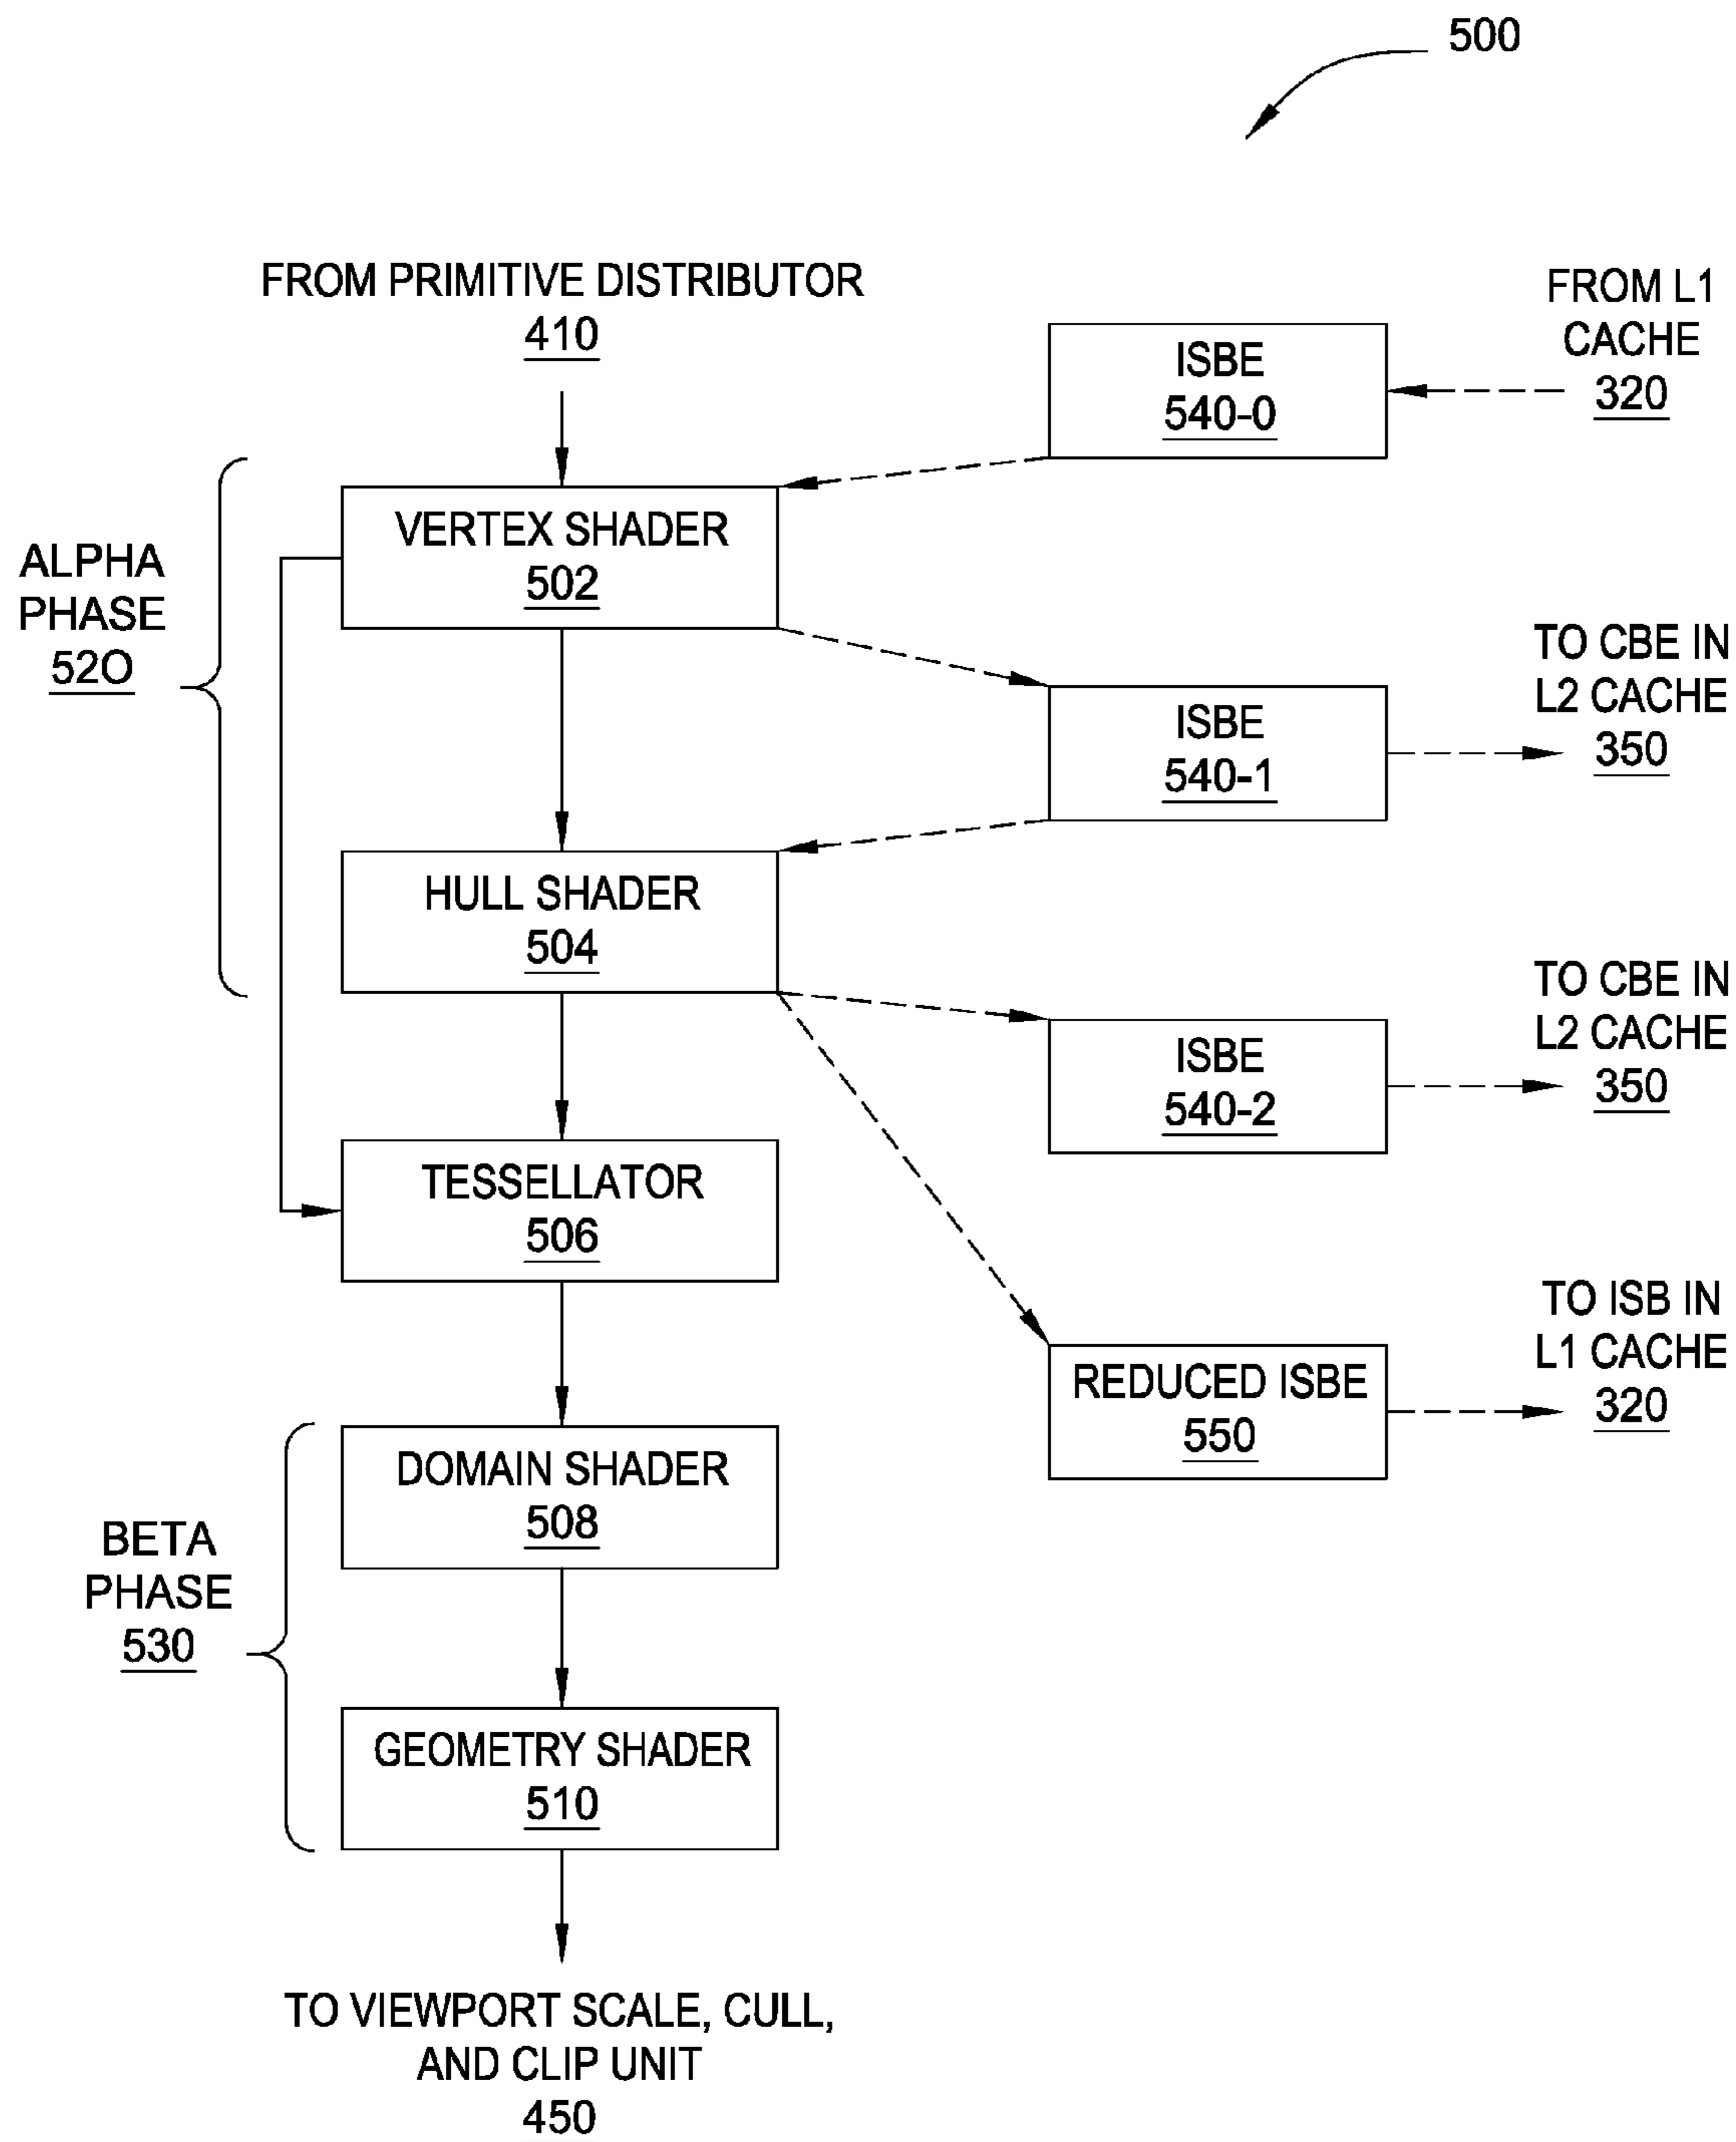 500
FROM PRIMITIVE DISTRIBUTOR
410
FROM L1
CACHE
320
ISBE
540-0
VERTEX SHADER
502
ALPHA
PHASE
52O
TO CBE IN
L2 CACHE
350
ISBE
540-1
HULL SHADER
504
TO CBE IN
L2 CACHE
350
ISBE
540-2
TESSELLATOR
506
TO ISB IN
L1 CACHE
320
REDUCED ISBE
550
DOMAIN SHADER
508
BETA
PHASE
530
GEOMETRY SHADER
510
TO VIEWPORT SCALE, CULL,
AND CLIP UNIT
450